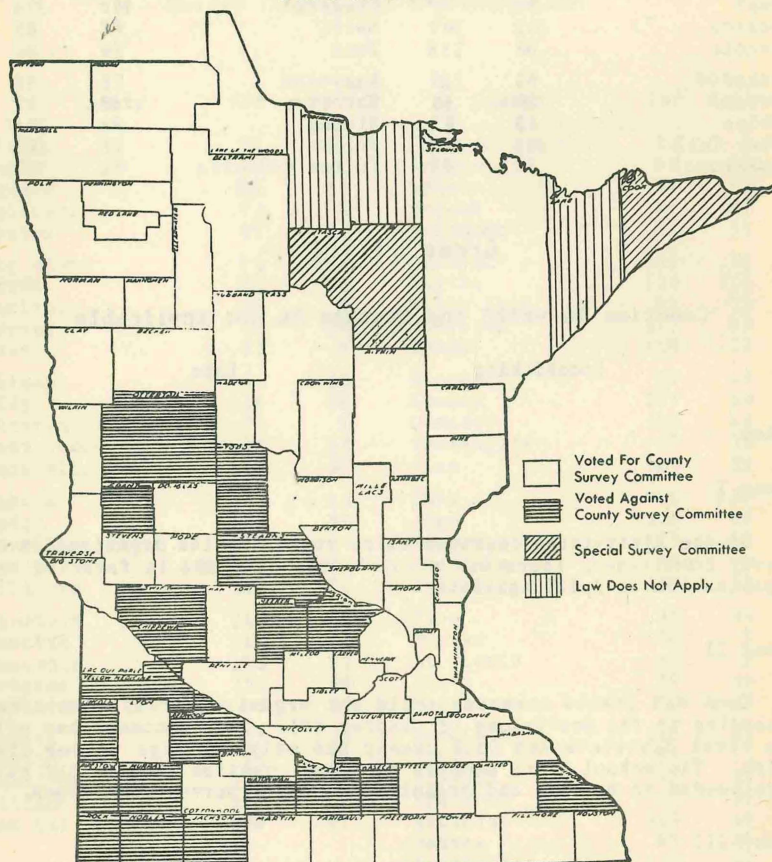 KITTSON
ROSEAU
MARSHALL
LAKE OF THE WOODS
BELTRAMI
KOOCHICHING
ST LOUIS
LAKE
COOK
POLK
PENNINGTON
RED LAKE
CLEARWATER
ITASCA
NORMAN
MAHNOMEN
HUBBARD
CASS
CLAY
BECKER
AITKIN
WADENA
CROW WING
CARLTON
WILKIN
OTTERTAIL
PINE
TODD
MORRISON
MILLE
LACS
KANABEC
GRANT
DOUGLAS
BENTON
STEVENS
POPE
STEARNS
ISANTI
TRAVERSE
BIG STONE
SHERBURNE
CHISAGO
SWIFT
KANDIYOHI
ANOKA
MEEKER
WRIGHT
CHIPPEWA
WASHINGTON
RAMSEY
LAC QUI PARLE
RENVILLE
MCLEOD
CARVER
HENNEPIN
YELLOW MEDICINE
SCOTT
SIBLEY
LYON
NICOLLET
LESUEUR
RICE
DAKOTA
GOODHUE
REDWOOD
BROWN
WABASHA
MURRAY
WATONWAN
BLUE EARTH
WASECA
STEELE
DODGE
OLMSTED
COTTONWOOD
ROCK
NOBLES
JACKSON
MARTIN
FARIBAULT
FREEBORN
MOWER
FILLMORE
HOUSTON
Voted For County
Survey Committee
Voted Against
County Survey Committee
Special Survey Committee
Law Does Not Apply